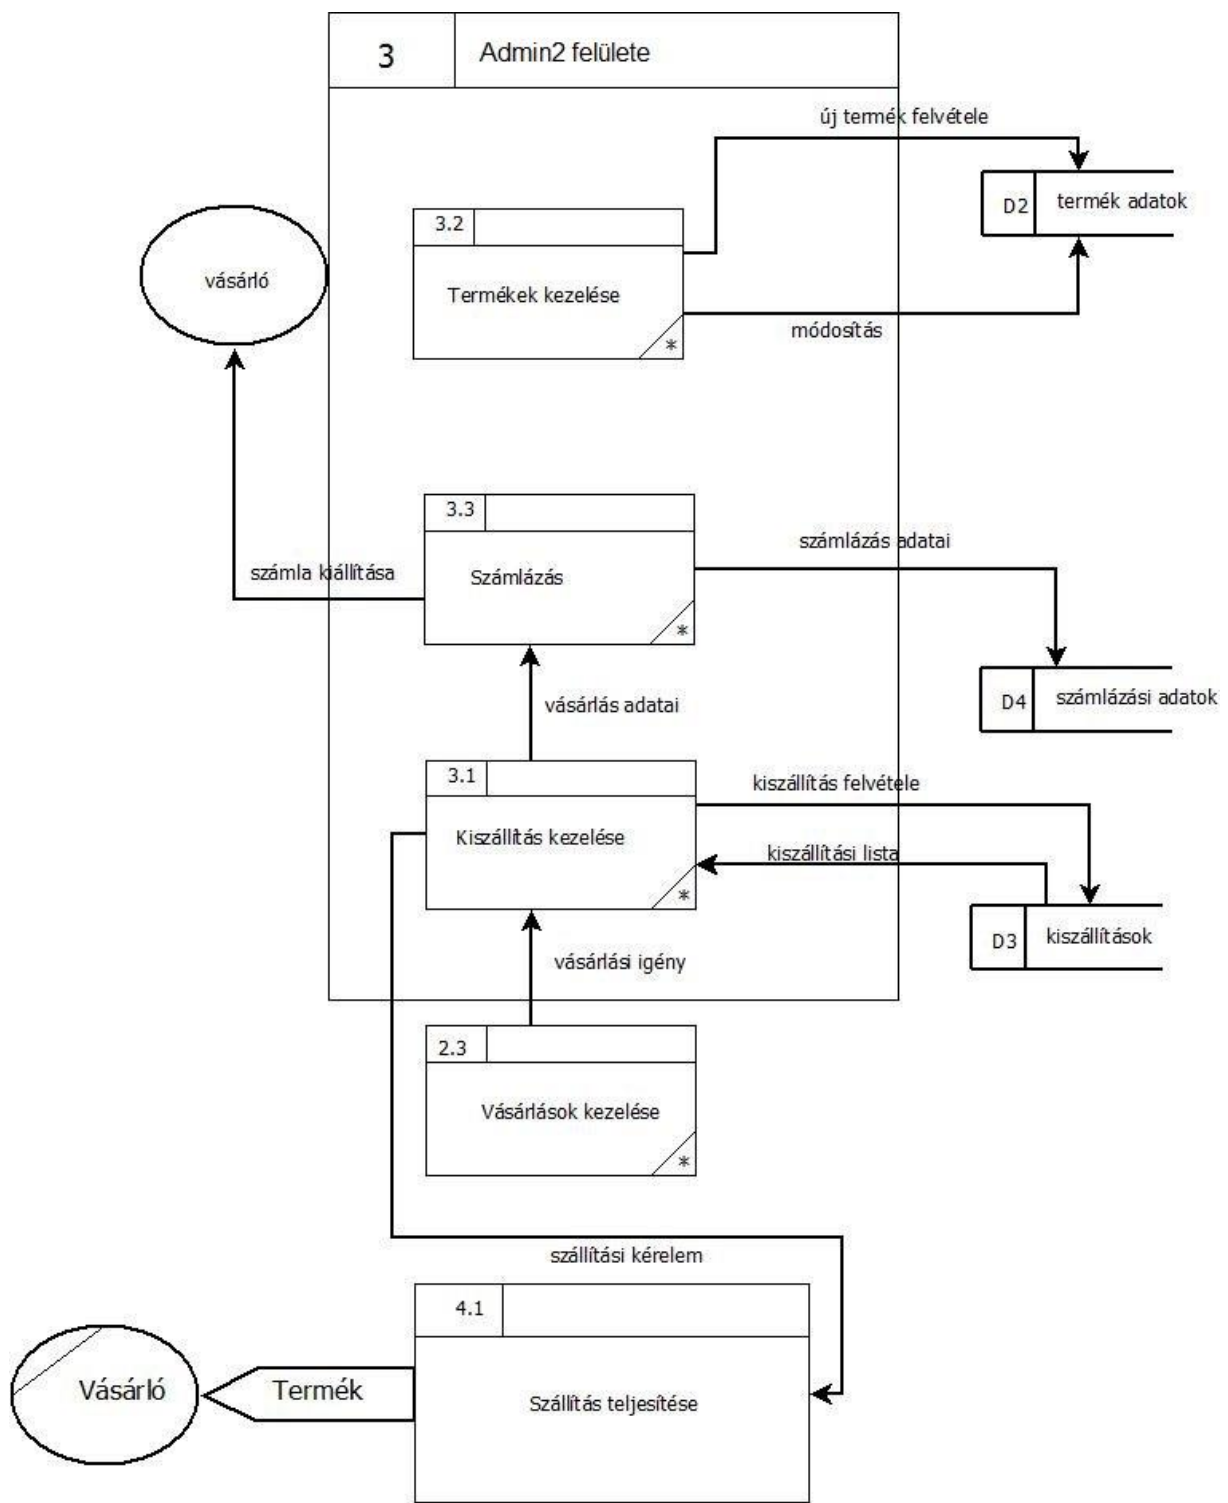 3
Admin2 felülete
új termék felvétele
D2
termék adatok
3.2
Termékek kezelése
*
módosítás
vásárló
3.3
Számlázás
*
számla kiállítása
számlázás adatai
D4
számlázási adatok
vásárlás adatai
3.1
Kiszállítás kezelése
*
kiszállítás felvétele
kiszállítási lista
D3
kiszállítások
vásárlási igény
2.3
Vásárlások kezelése
*
szállítási kérelem
4.1
Szállítás teljesítése
Termék
Vásárló